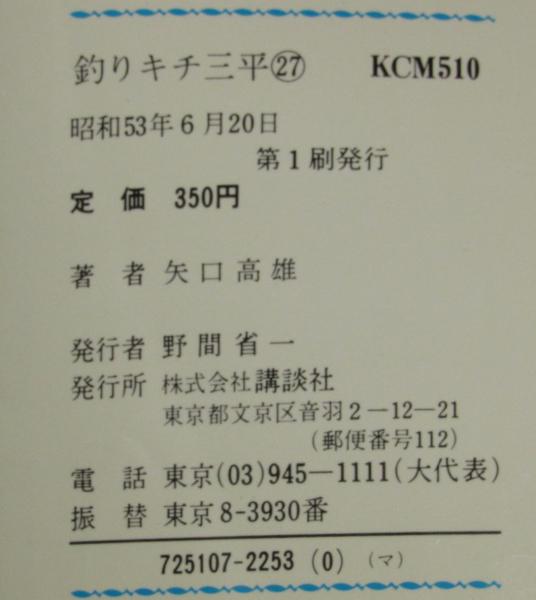 釣りキチ三平㉗ KCM510
昭和53年6月20日
第1刷発行
定 価 350円
著 者 矢口高雄
発行者 野間省一
発行所 株式会社講談社
東京都文京区音羽2-12-21
(郵便番号112)
電 話 東京(03)945-1111(大代表)
振 替 東京8-3930番
725107-2253 (0) (マ)